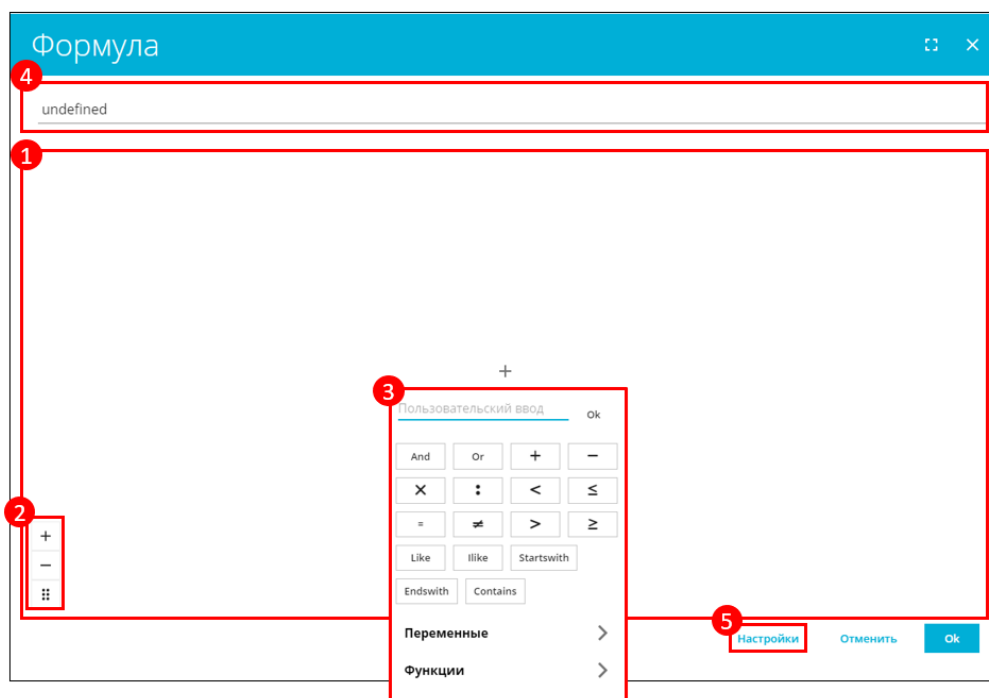 Формула
4
undefined
1
3
Пользовательский ввод Ok
And Or + −
× : < ≤
= ≠ > ≥
Like Ilike Startswith
Endswith Contains
2
+
−
Переменные
Функции
5
Настройки Отменить Ok